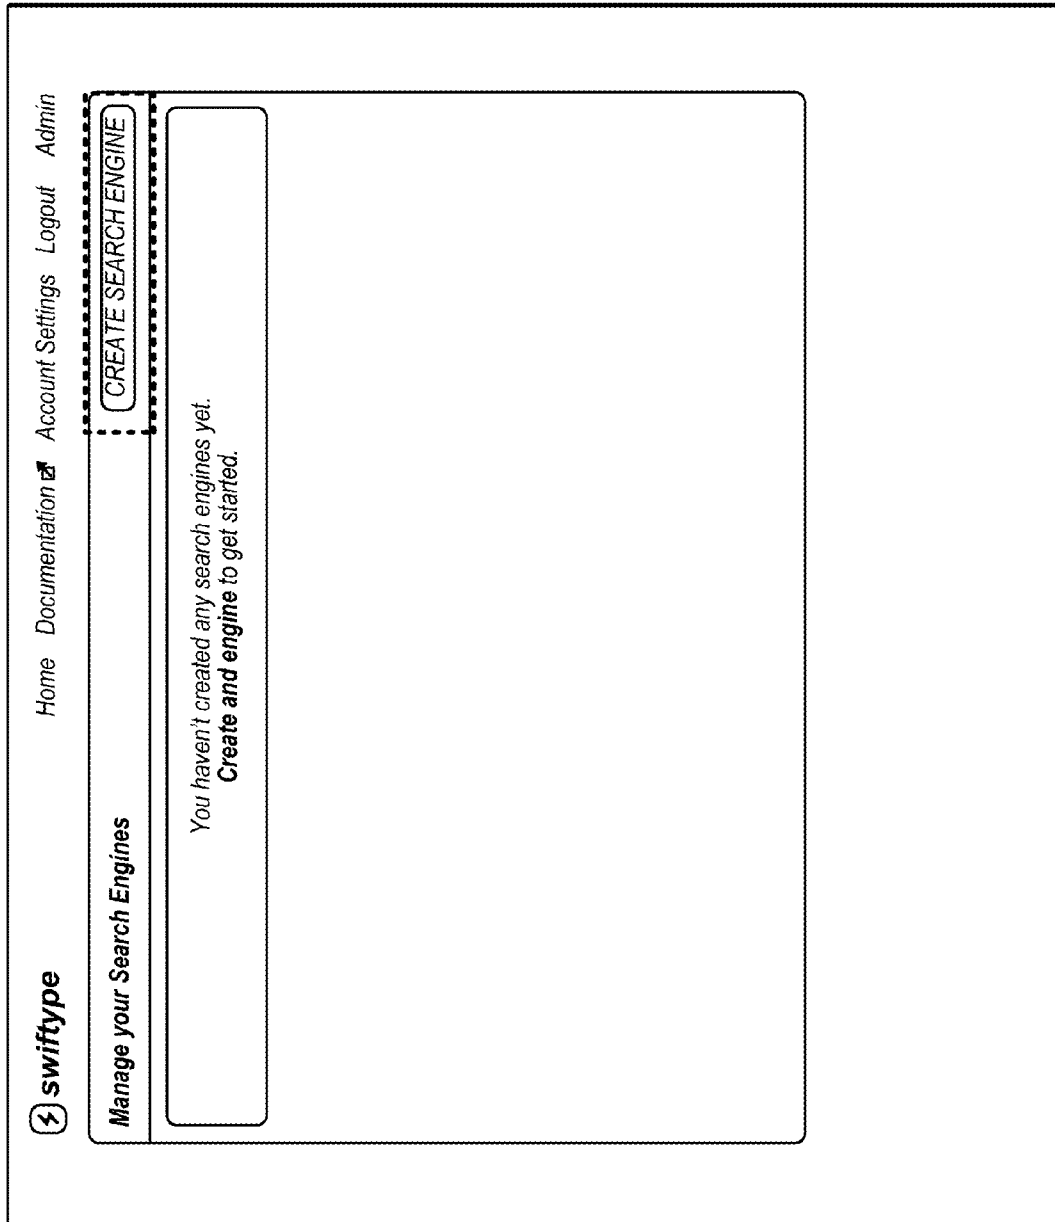 swiftype
Home Documentation Account Settings Logout Admin
Manage your Search Engines
CREATE SEARCH ENGINE
You haven't created any search engines yet.
Create and engine to get started.